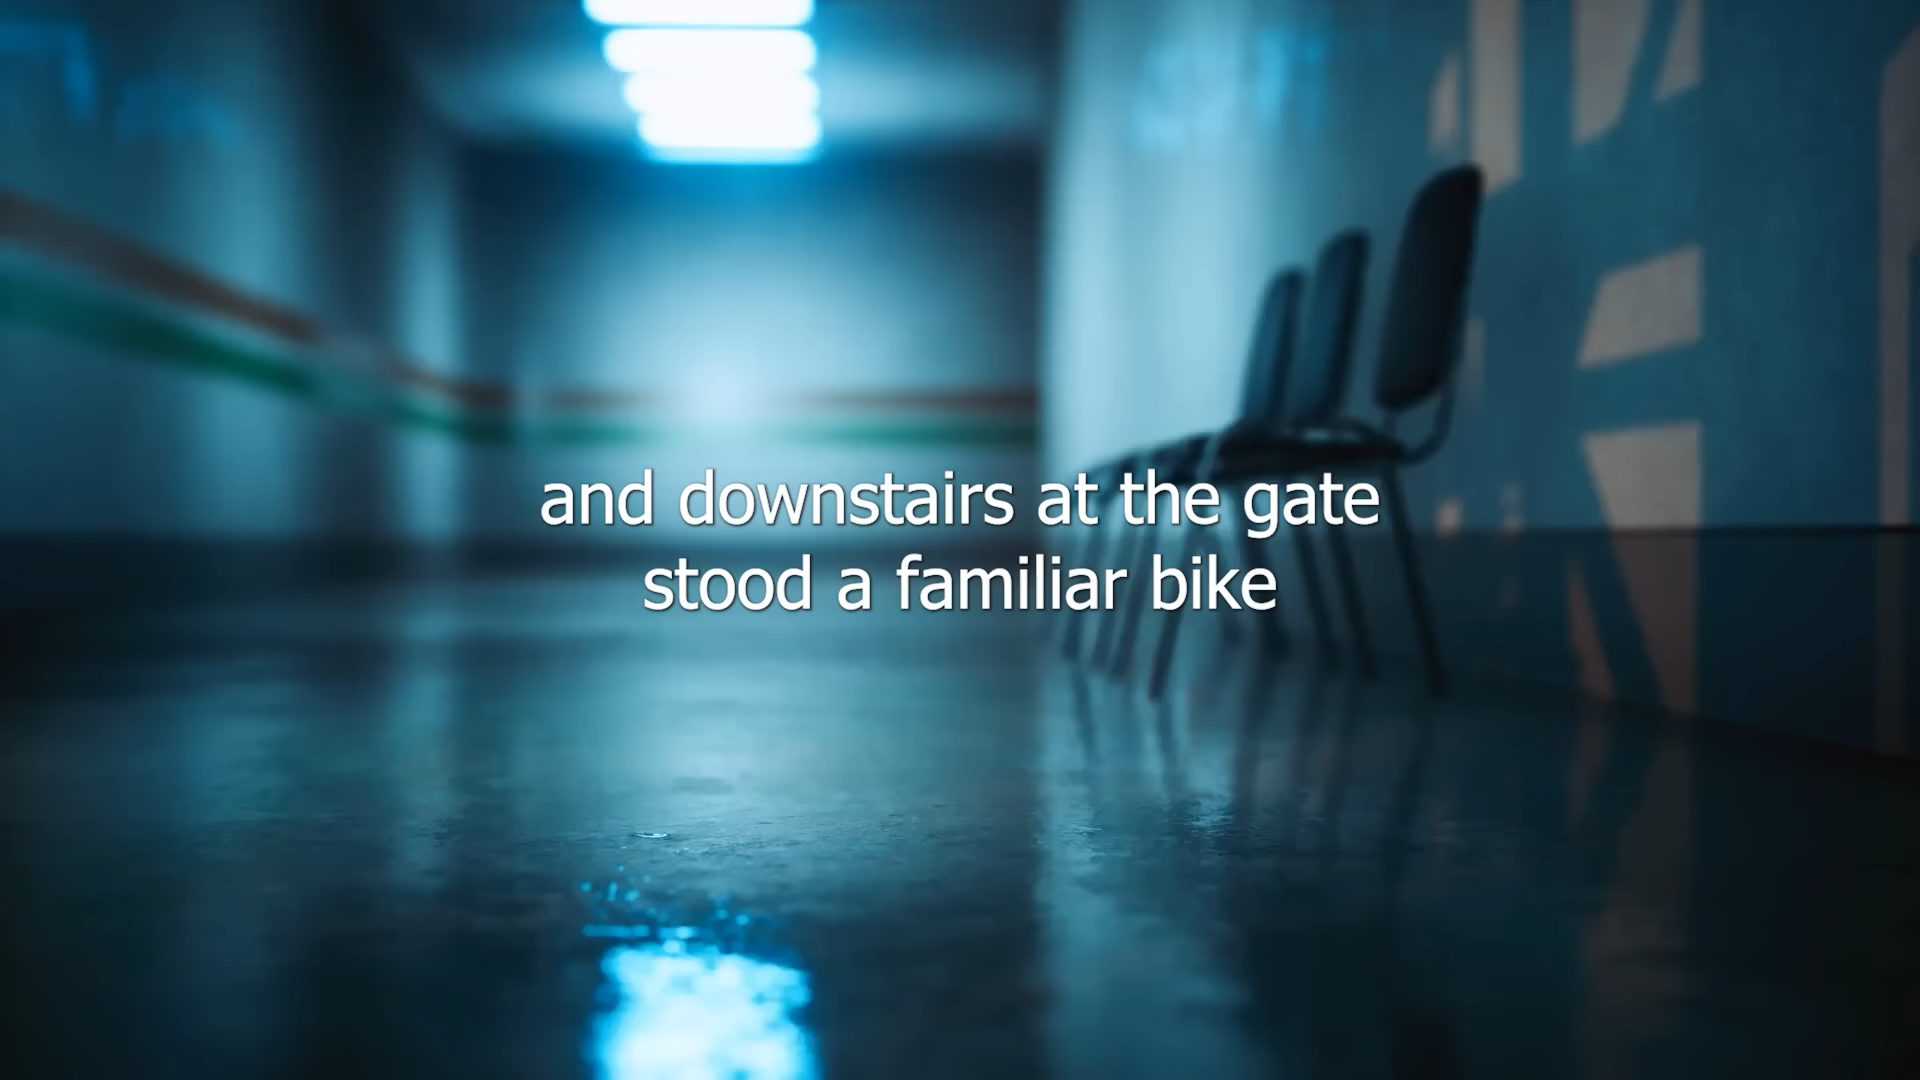 and downstairs at the gate
stood a familiar bike